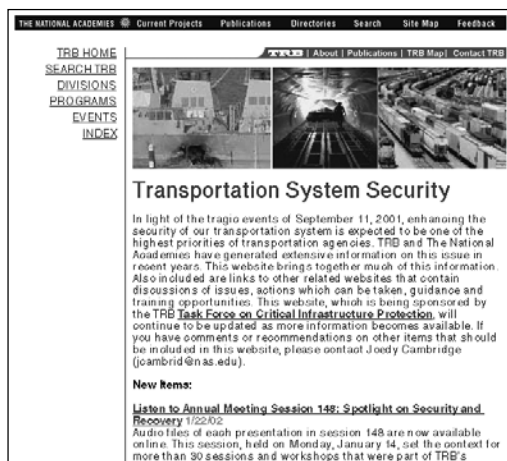 THE NATIONAL ACADEMIES Current Projects Publications Directories Search Site Map Feedback
TRB HOME
SEARCH TRB
DIVISIONS
PROGRAMS
EVENTS
INDEX
TRB | About | Publications | TRB Map | Contact TRB
Transportation System Security
In light of the tragio events of September 11, 2001, enhanoing the
security of our transportation system is expected to be one of the
highest priorities of transportation agencies. TRB and The National
Aoademies have generated extensive information on this issue in
recent years. This website brings together muoh of this information.
Also inoluded are links to other related websites that contain
disoussions of issues, actions which can be taken, guidance and
training opportunities. This website, which is being sponsored by
the TRB Task Force on Critical Infrastructure Protection, will
continue to be updated as more information becomes available. If
you have comments or recommendations on other items that should
be inoluded in this website, please contaot Joedy Cambridge
(jcambrid@nas.edu).
New Items:
Listen to Annual Meeting Session 148: Spotlight on Security and
Recovery 1/22/02
Audio files of each presentation in session 148 are now available
online. This session, held on Monday, January 14, set the context for
more than 30 sessions and workshops that were part of TRB's